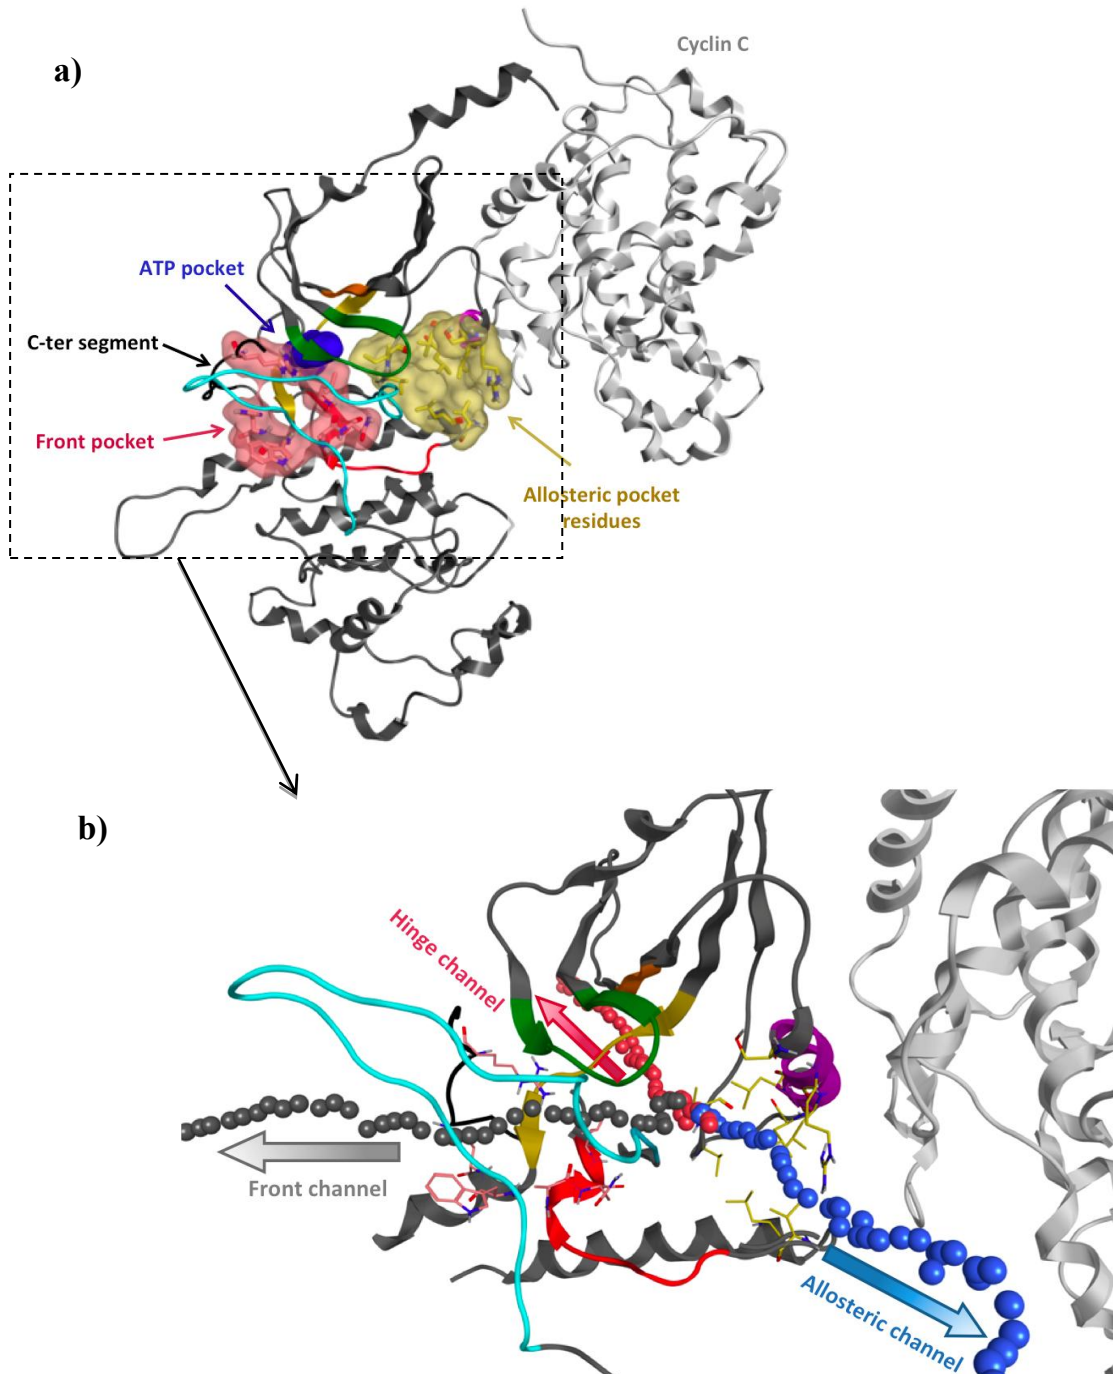 Cyclin C
a)
ATP pocket
C-ter segment
Front pocket
Allosteric pocket
residues
b)
Hinge channel
Front channel
Allosteric channel